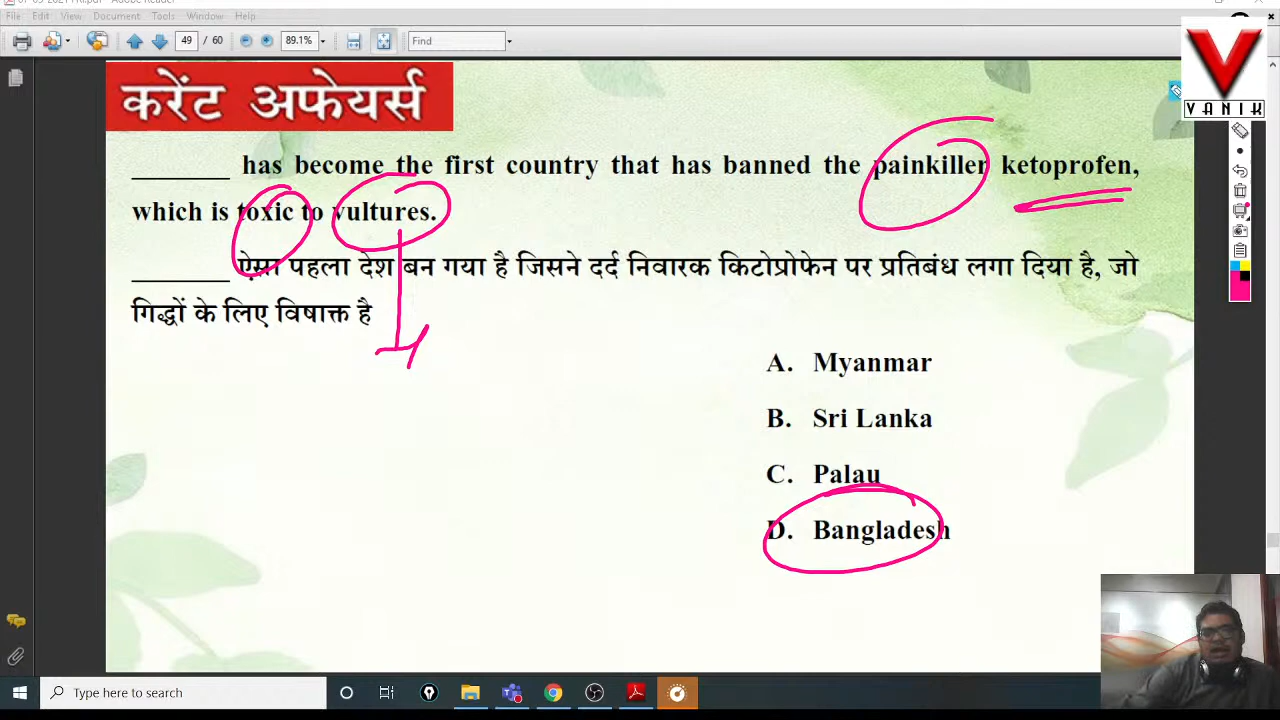 File Edit View Document Tools Window Help
49 / 60 89.1% Find
VANIK
करेंट अफेयर्स
_______ has become the first country that has banned the painkiller ketoprofen,
which is toxic to vultures.
_______ ऐसा पहला देश बन गया है जिसने दर्द निवारक किटोप्रोफेन पर प्रतिबंध लगा दिया है, जो
गिद्धों के लिए विषाक्त है
A. Myanmar
B. Sri Lanka
C. Palau
D. Bangladesh
Type here to search